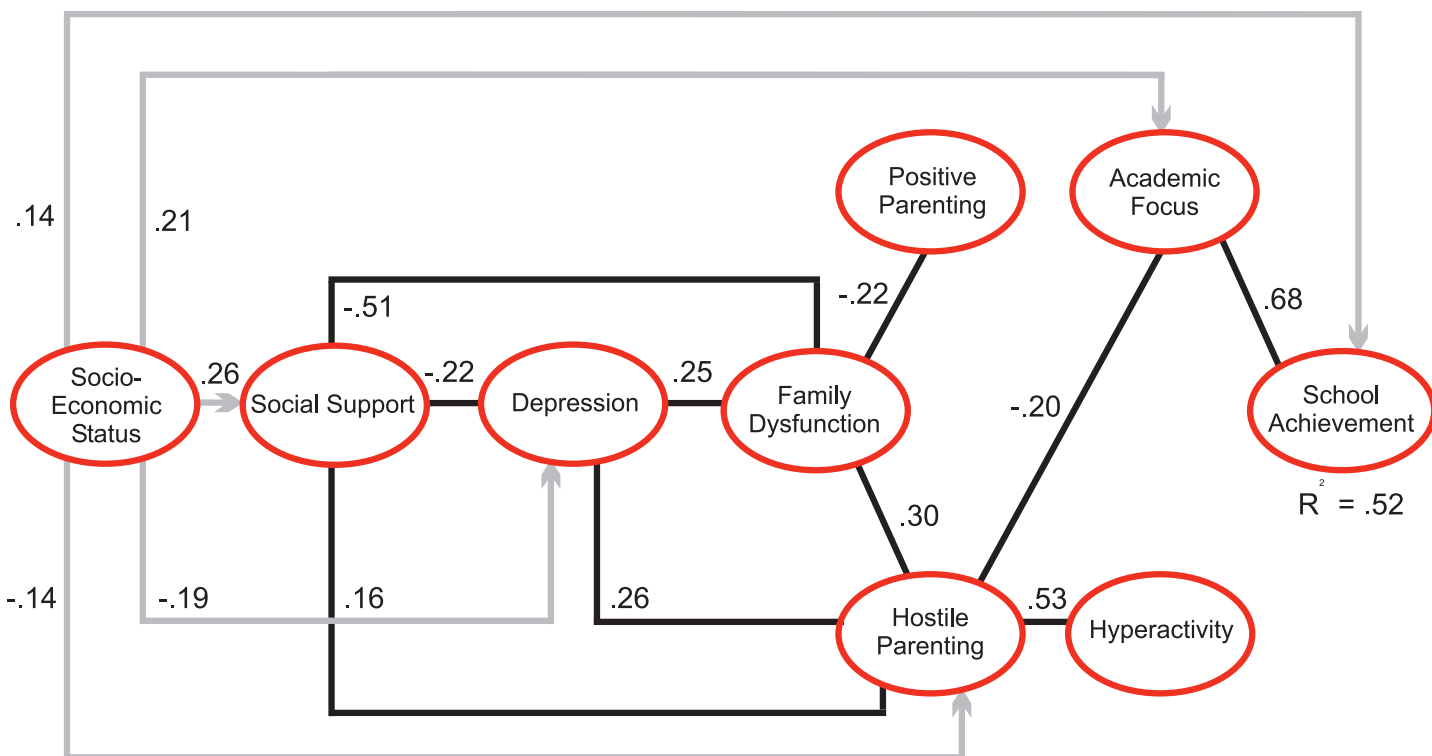 .14
.21
Positive
Parenting
Academic
Focus
-.51
-.22
.68
Socio-
Economic
Status
.26
Social Support
-.22
Depression
.25
Family
Dysfunction
-.20
School
Achievement
R² = .52
.30
-.14
-.19
.16
.26
Hostile
Parenting
.53
Hyperactivity